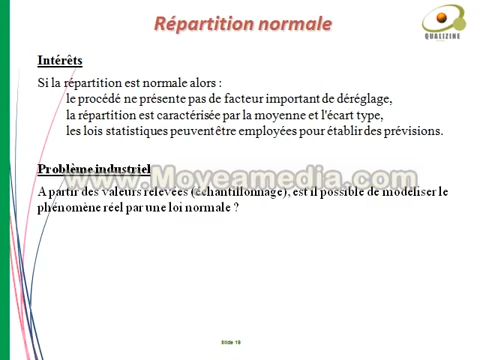 Répartition normale
QUALIZINE
Intérêts
Si la répartition est normale alors :
le procédé ne présente pas de facteur important de déréglage,
la répartition est caractérisée par la moyenne et l'écart type,
les lois statistiques peuvent être employées pour établir des prévisions.
Problème industriel
www.Moyeamedia.com
A partir des valeurs relevées (échantillonnage), est il possible de modéliser le
phénomène réel par une loi normale ?
Slide 19